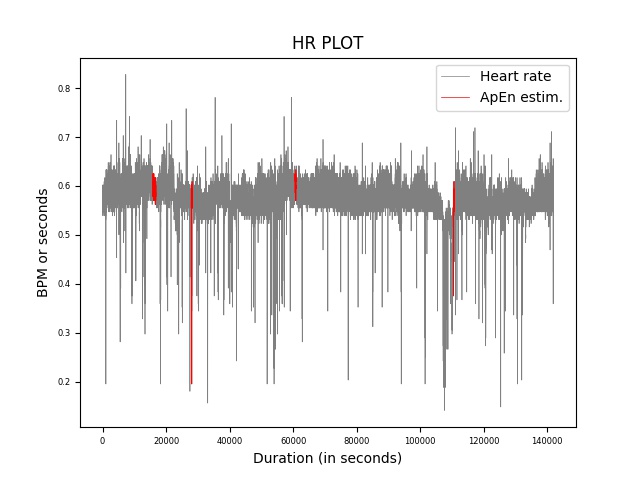 HR PLOT
Heart rate
ApEn estim.
BPM or seconds
0.8
0.7
0.6
0.5
0.4
0.3
0.2
0 20000 40000 60000 80000 100000 120000 140000
Duration (in seconds)